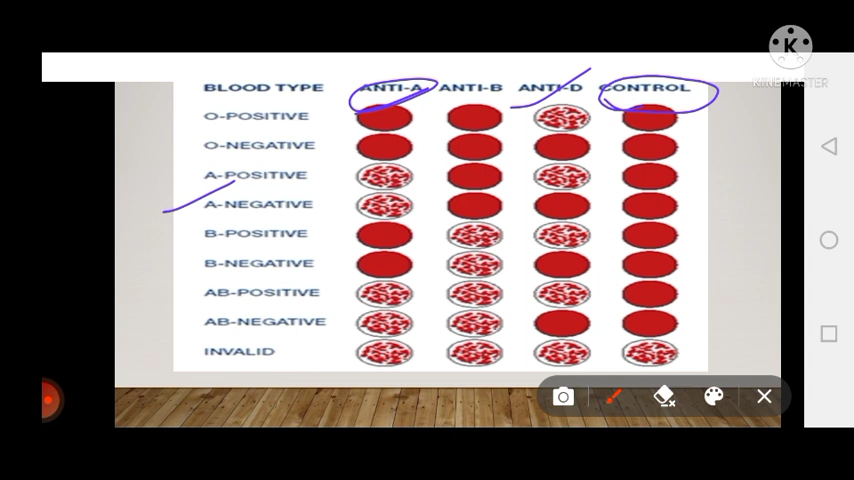 K
KINEMASTER
BLOOD TYPE ANTI-A ANTI-B ANTI-D CONTROL
O-POSITIVE
O-NEGATIVE
A-POSITIVE
A-NEGATIVE
B-POSITIVE
B-NEGATIVE
AB-POSITIVE
AB-NEGATIVE
INVALID